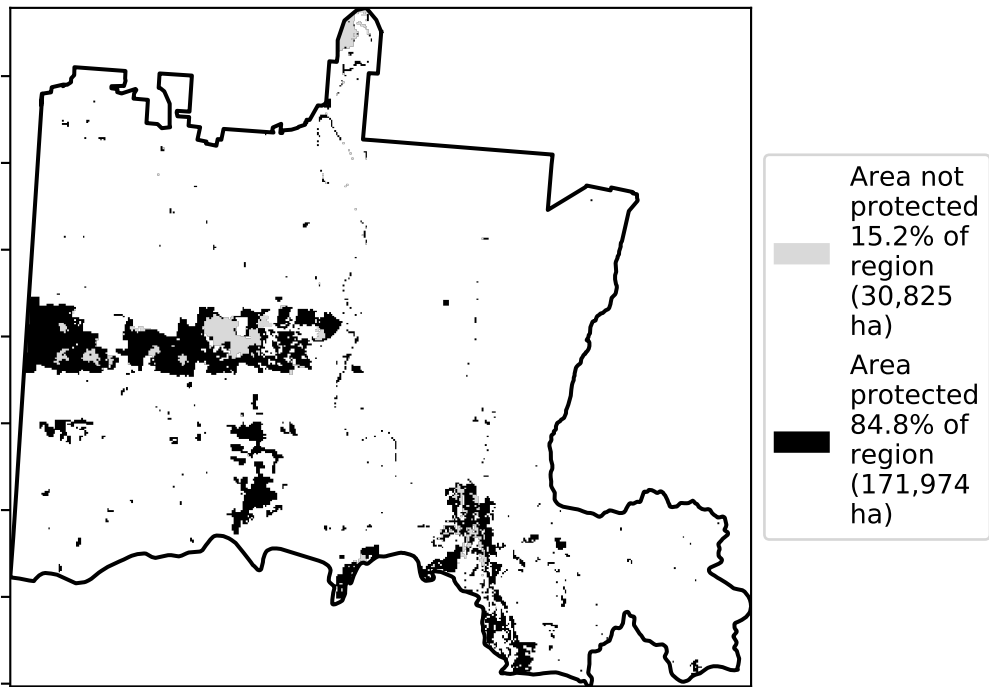 Area not
protected
15.2% of
region
(30,825
ha)
Area
protected
84.8% of
region
(171,974
ha)